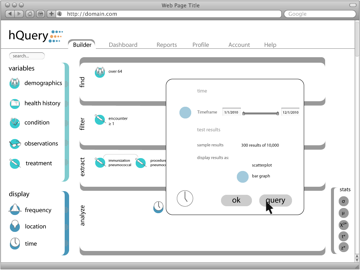 Web Page Title
http://domain.com
Google
hQuery
Builder
Dashboard
Reports
Profile
Account
Help
search...
variables
demographics
health history
condition
observations
treatment
display
frequency
location
time
find
over 64
filter
encounter
≥ 1
extract
immunization
pneumococcal
procedure
pneumococcal
analyze
time
Timeframe
1/1/2010
12/1/2010
test results
sample results
500 results of 10,000
display results as
scatterplot
bar graph
ok
query
stats